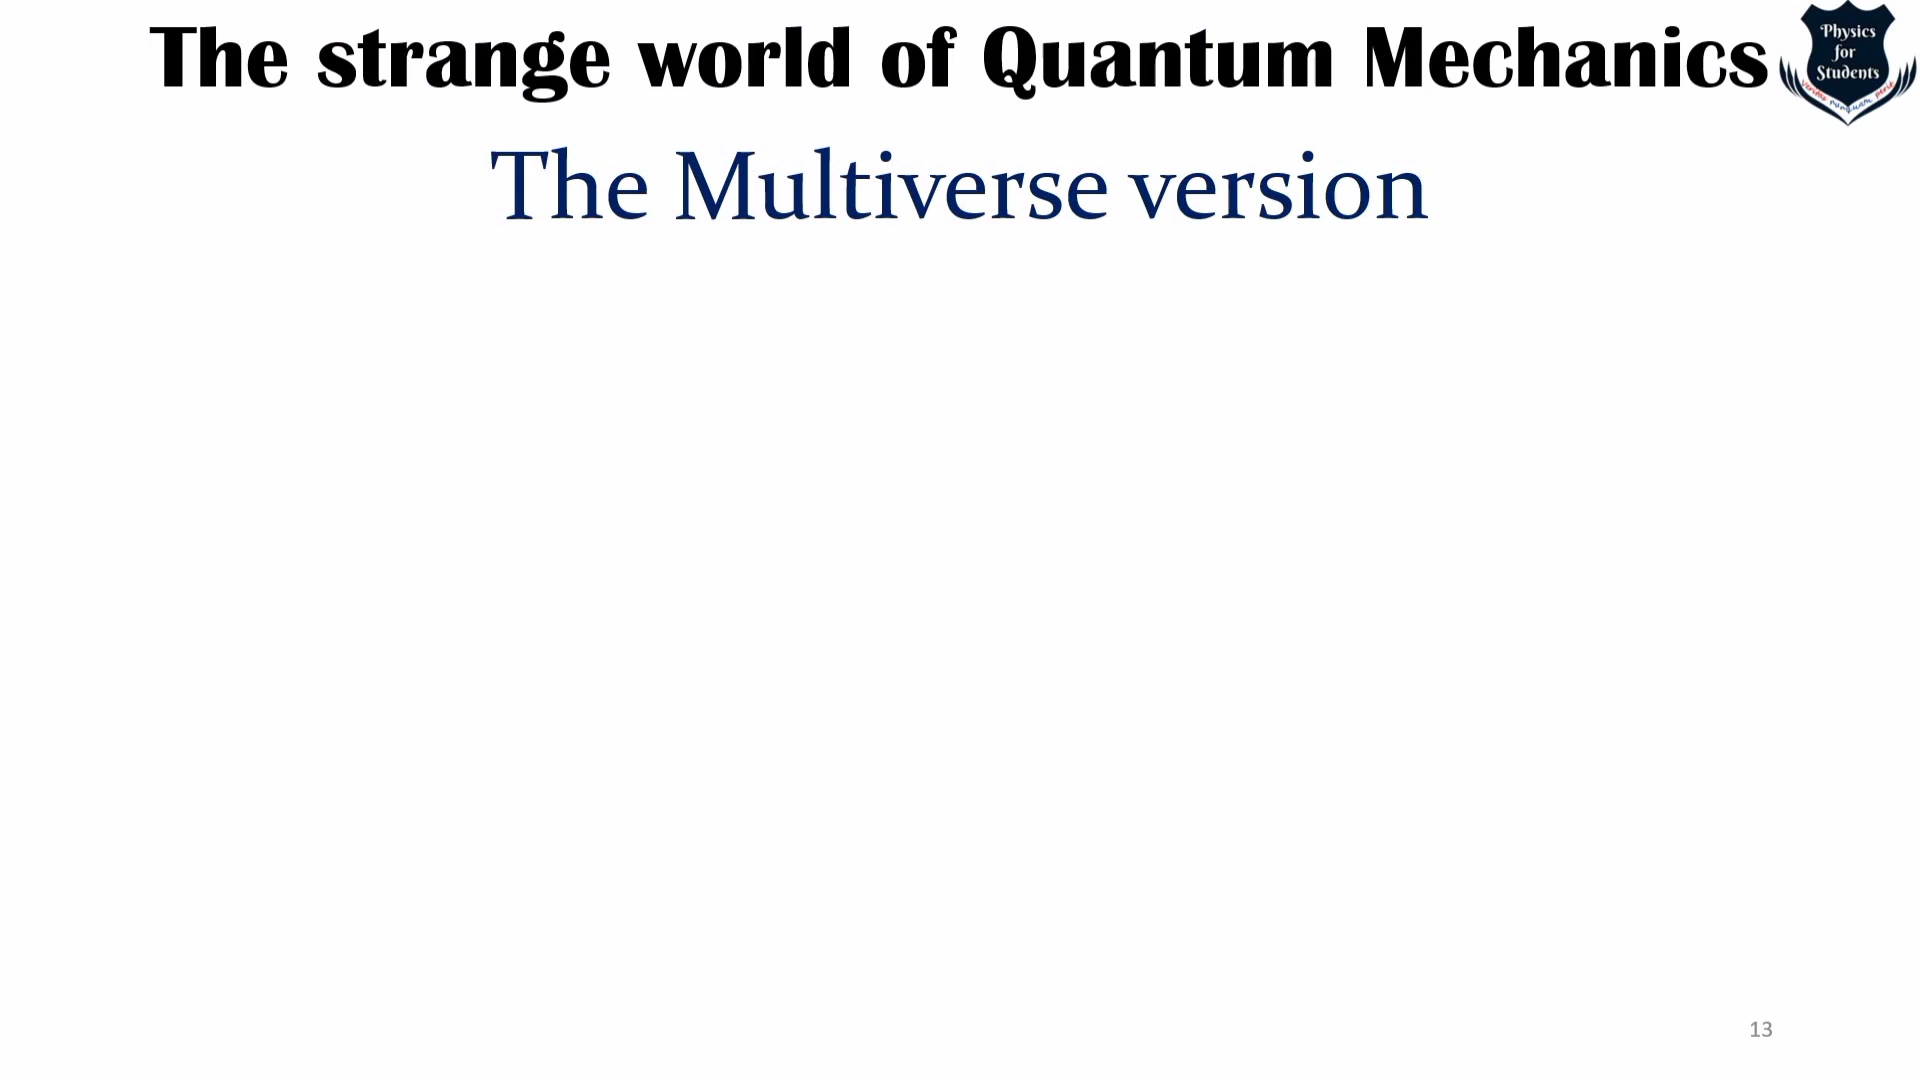 The strange world of Quantum Mechanics
Physics
for
Students
The Multiverse version
13